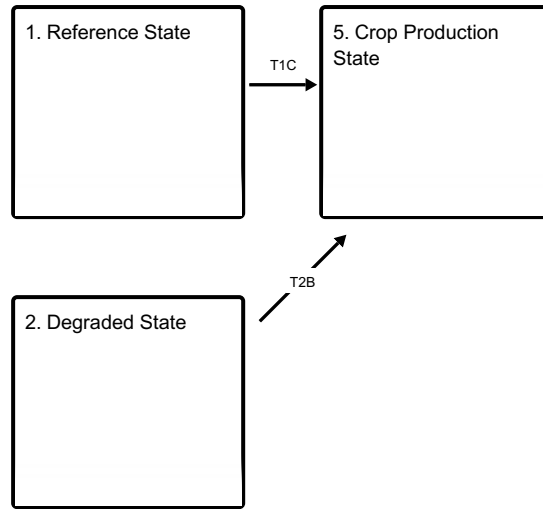 1. Reference State
T1C
5. Crop Production
State
T2B
2. Degraded State